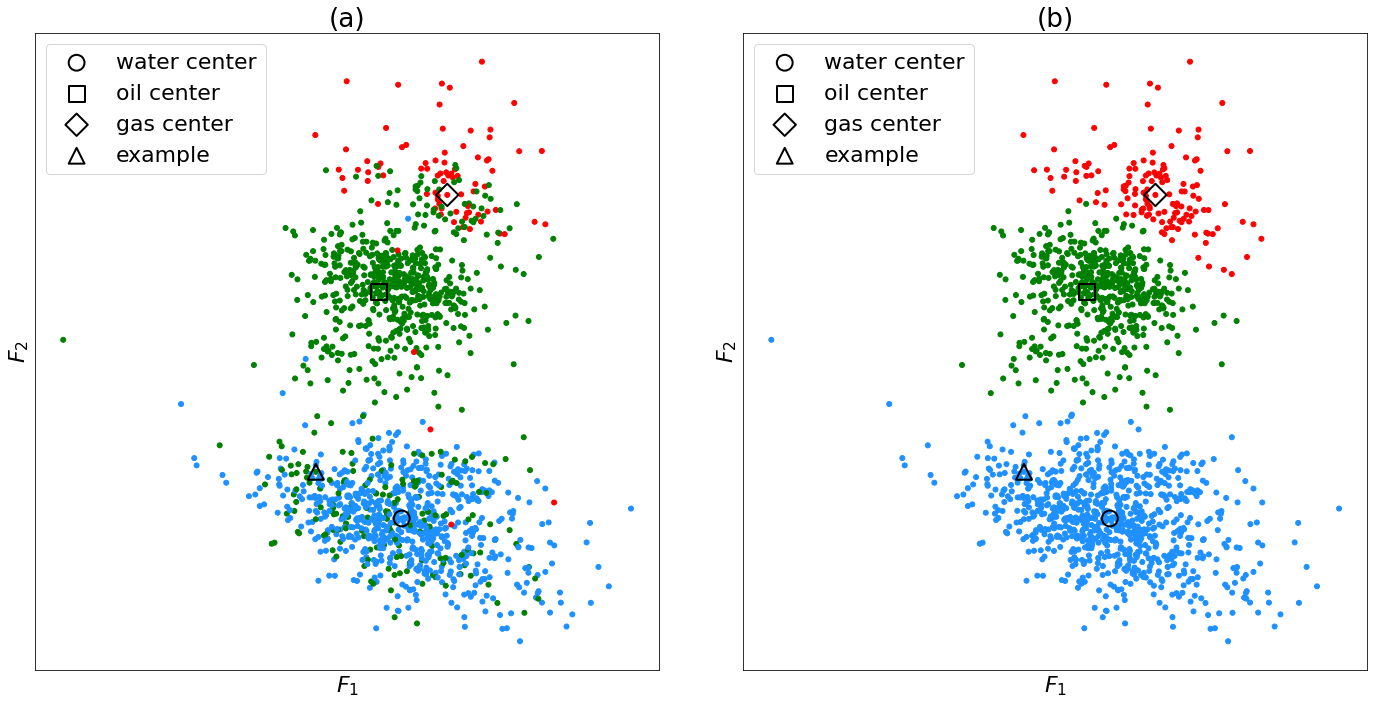 (a)
water center
oil center
gas center
example
F₂
F₁
(b)
water center
oil center
gas center
example
F₂
F₁